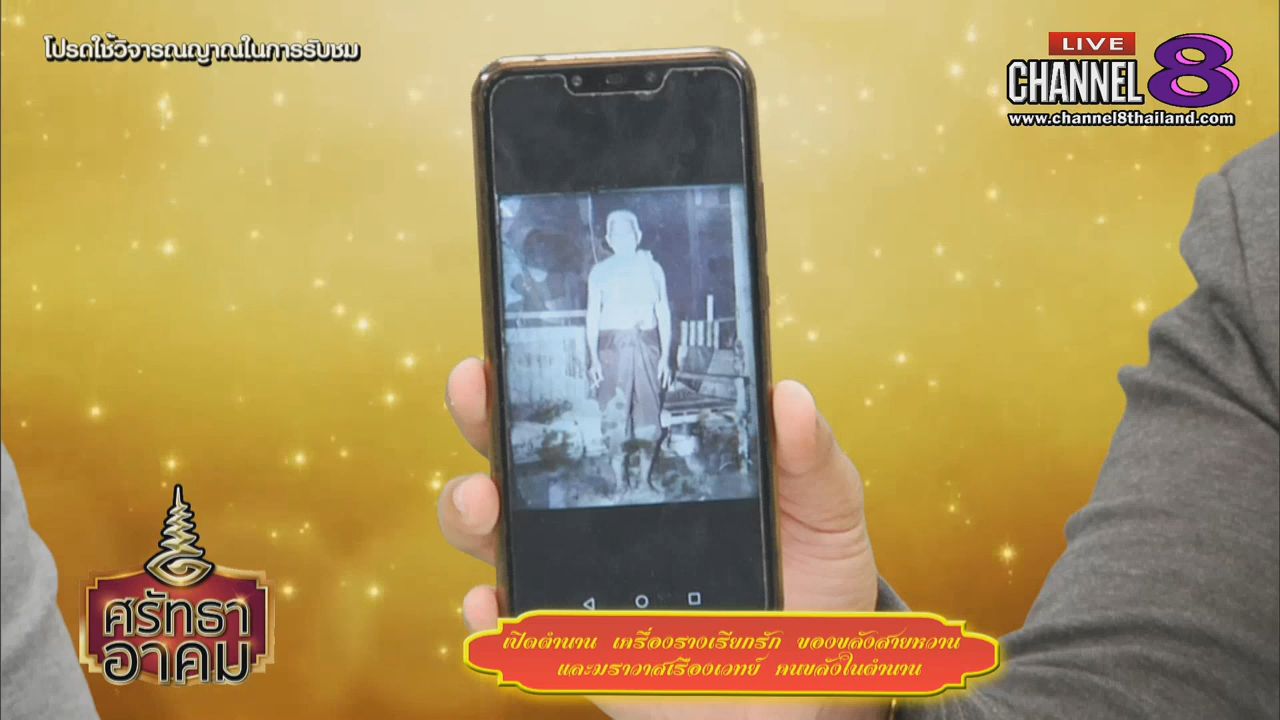 โปรดใช้วิจารณญาณในการรับชม
LIVE
CHANNEL 8
www.channel8thailand.com
ศรัทธา
อาคม
เปิดตำนาน เครื่องรางเรียกรัก ของขลังสายหวาน
และฆราวาสเรืองเวทย์ คนขลังในตำนาน